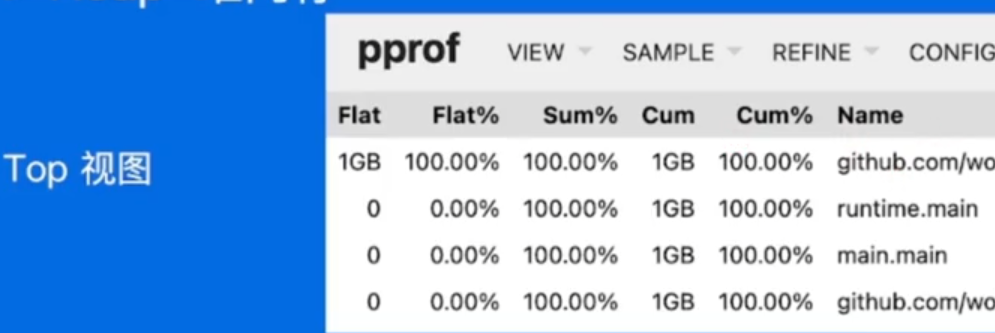 pprof VIEW SAMPLE REFINE CONFIG
Flat Flat% Sum% Cum Cum% Name
Top 视图
1GB 100.00% 100.00% 1GB 100.00% github.com/wo
0 0.00% 100.00% 1GB 100.00% runtime.main
0 0.00% 100.00% 1GB 100.00% main.main
0 0.00% 100.00% 1GB 100.00% github.com/wo